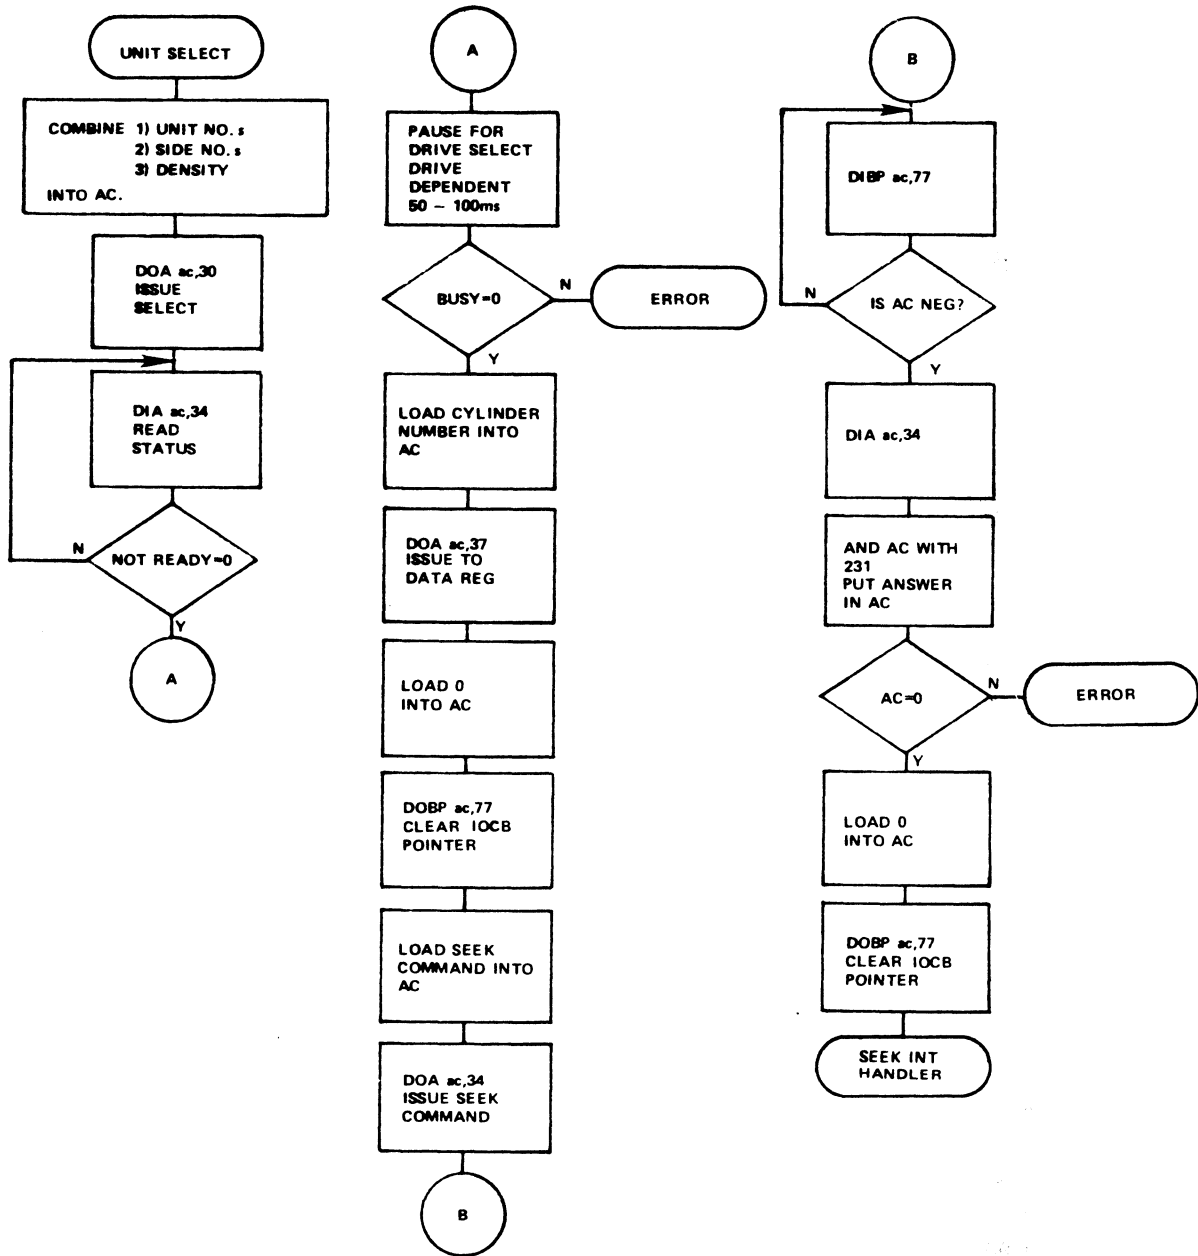 UNIT SELECT
COMBINE 1) UNIT NO.s
2) SIDE NO.s
3) DENSITY
INTO AC.
DOA ac,30
ISSUE
SELECT
DIA ac,34
READ
STATUS
N
NOT READY=0
Y
A
A
PAUSE FOR
DRIVE SELECT
DRIVE
DEPENDENT
50 – 100ms
BUSY=0
N
ERROR
Y
LOAD CYLINDER
NUMBER INTO
AC
DOA ac,37
ISSUE TO
DATA REG
LOAD 0
INTO AC
DOBP ac,77
CLEAR IOCB
POINTER
LOAD SEEK
COMMAND INTO
AC
DOA ac,34
ISSUE SEEK
COMMAND
B
B
DIBP ac,77
N
IS AC NEG?
Y
DIA ac,34
AND AC WITH
231
PUT ANSWER
IN AC
AC=0
N
ERROR
Y
LOAD 0
INTO AC
DOBP ac,77
CLEAR IOCB
POINTER
SEEK INT
HANDLER